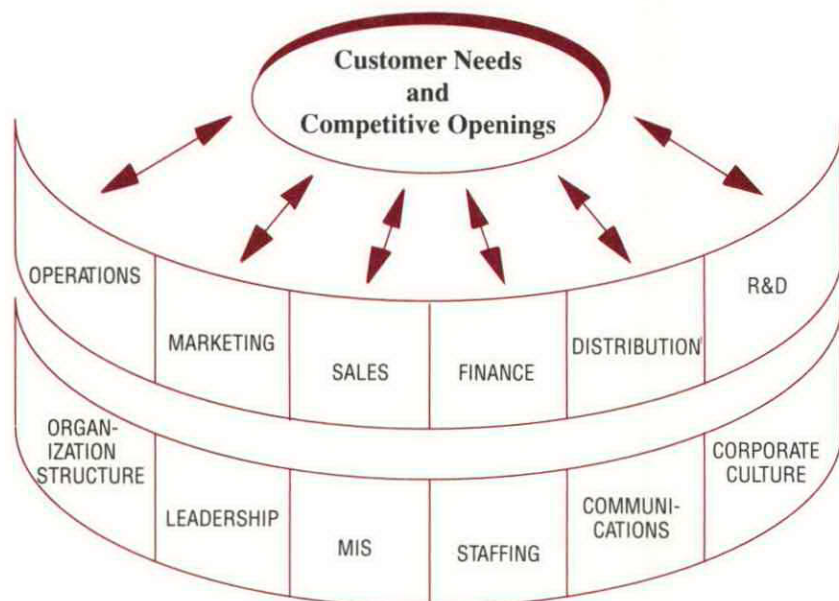 Customer Needs
and
Competitive Openings
OPERATIONS
MARKETING
SALES
FINANCE
DISTRIBUTION
R&D
ORGAN-
IZATION
STRUCTURE
LEADERSHIP
MIS
STAFFING
COMMUNI-
CATIONS
CORPORATE
CULTURE